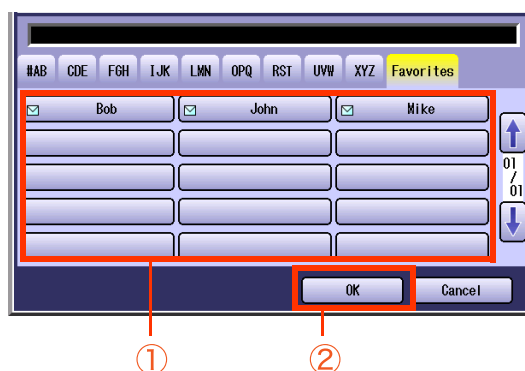 #AB CDE FGH IJK LMN OPQ RST UVW XYZ Favorites
Bob John Mike
01
/
01
OK Cancel
① ②